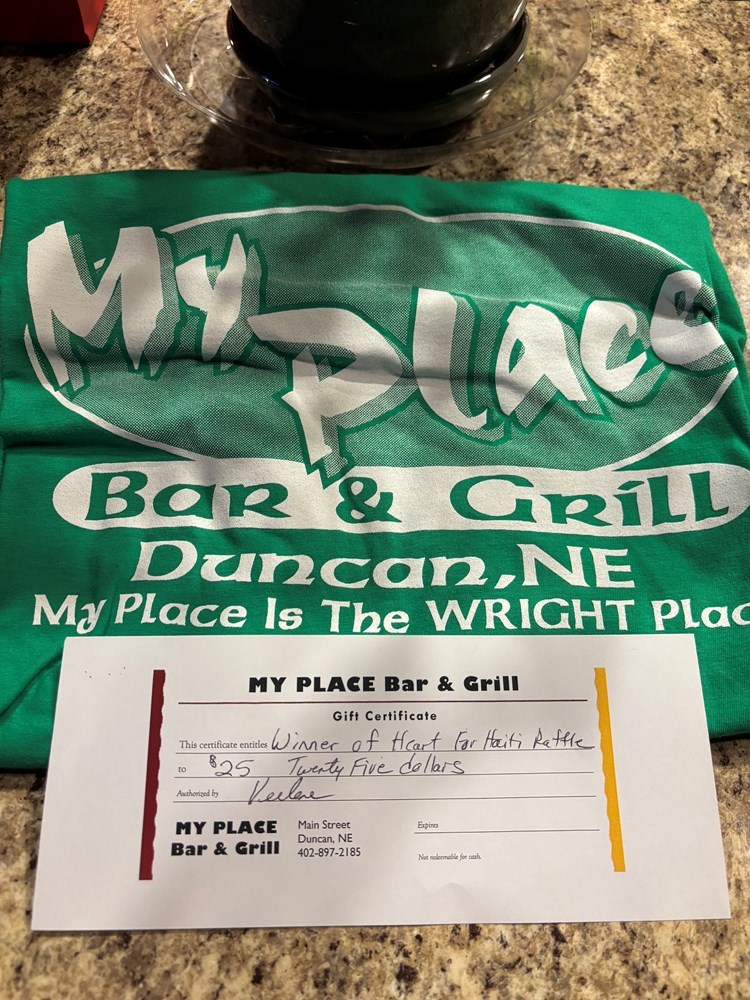 My Place
Bar & Grill
Duncan, NE
My Place Is The WRIGHT Plac
MY PLACE Bar & Grill
Gift Certificate
This certificate entitles Winner of Heart For Haiti Raffle
to $25 Twenty Five dollars
Authorized by
MY PLACE
Bar & Grill
Main Street
Duncan, NE
402-897-2185
Expires
Not redeemable for cash.